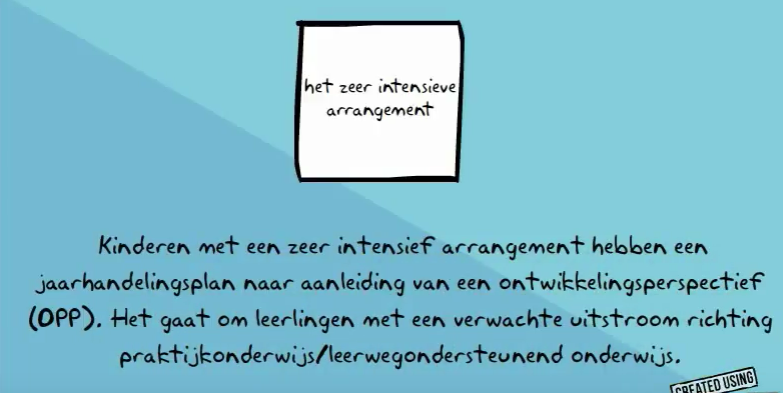 het zeer intensieve
arrangement
Kinderen met een zeer intensief arrangement hebben een
jaarhandelingsplan naar aanleiding van een ontwikkelingsperspectief
(OPP). Het gaat om leerlingen met een verwachte uitstroom richting
praktijkonderwijs/leerwegondersteunend onderwijs.
CREATED USING